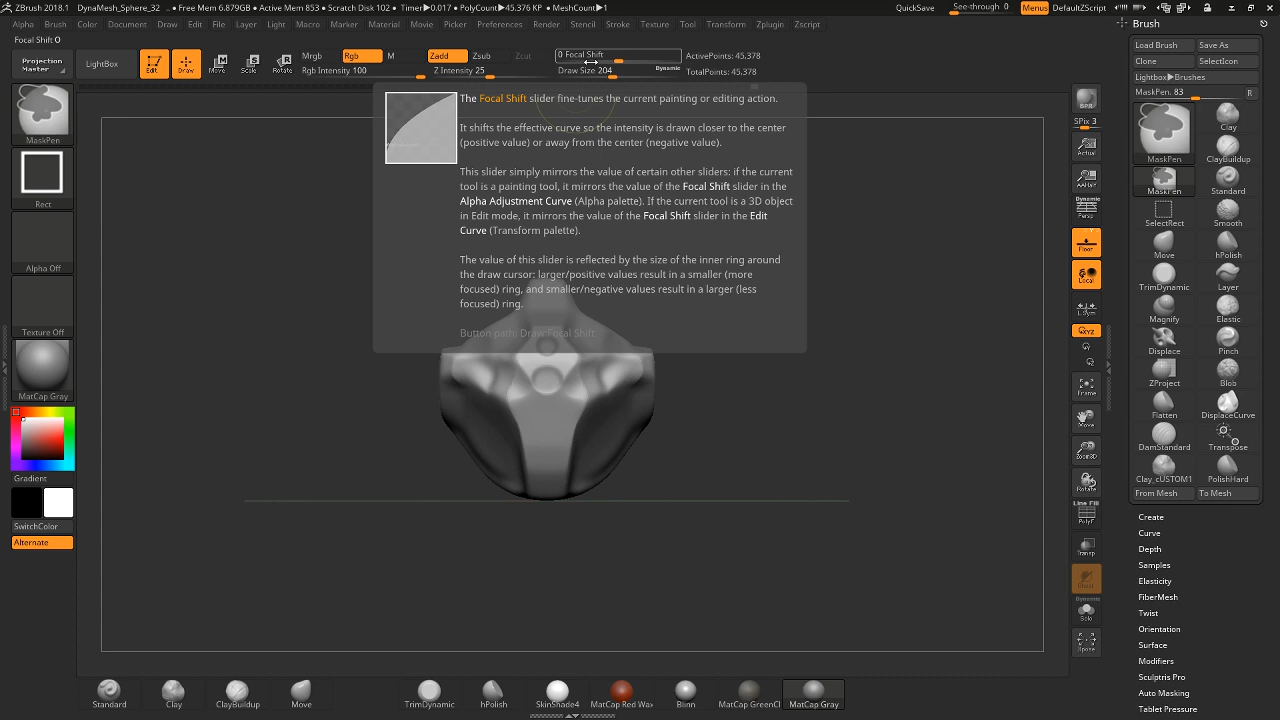 ZBrush 2018.1 DynaMesh_Sphere_32 • Free Mem 6.879GB • Active Mem 853 • Scratch Disk 102 • Timer▶0.017 • PolyCount▶45.376 KP • MeshCount▶1 QuickSave See-through 0 Menus DefaultZScript
Alpha Brush Color Document Draw Edit File Layer Light Macro Marker Material Movie Picker Preferences Render Stencil Stroke Texture Tool Transform Zplugin Zscript
Focal Shift 0
Projection Master
LightBox
Edit
Draw
Move
Scale
Rotate
Mrgb Rgb M
Rgb Intensity 100
Zadd Zsub Zcut
Z Intensity 25
0 Focal Shift
Draw Size 204
Dynamic
ActivePoints: 45.378
TotalPoints: 45.378
MaskPen
Rect
Alpha Off
Texture Off
MatCap Gray
Gradient
SwitchColor
Alternate
The Focal Shift slider fine-tunes the current painting or editing action.
It shifts the effective curve so the intensity is drawn closer to the center
(positive value) or away from the center (negative value).
This slider simply mirrors the value of certain other sliders: if the current
tool is a painting tool, it mirrors the value of the Focal Shift slider in the
Alpha Adjustment Curve (Alpha palette). If the current tool is a 3D object
in Edit mode, it mirrors the value of the Focal Shift slider in the Edit
Curve (Transform palette).
The value of this slider is reflected by the size of the inner ring around
the draw cursor: larger/positive values result in a smaller (more
focused) ring, and smaller/negative values result in a larger (less
focused) ring.
Button path: Draw:Focal Shift.
BPR
SPix 3
Actual
AAHalf
Dynamic
Persp
Floor
Local
L.Sym
XYZ
Frame
Move
Zoom3D
Rotate
Line Fill
PolyF
Transp
Ghost
Dynamic
Solo
Xpose
Brush
Load Brush Save As
Clone SelectIcon
Lightbox▶Brushes
MaskPen. 83 R
MaskPen Clay
ClayBuildup
MaskPen Standard
SelectRect Smooth
Move hPolish
TrimDynamic Layer
Magnify Elastic
Displace Pinch
ZProject Blob
Flatten DisplaceCurve
DamStandard Transpose
Clay_cUSTOM1 PolishHard
From Mesh To Mesh
Create
Curve
Depth
Samples
Elasticity
FiberMesh
Twist
Orientation
Surface
Modifiers
Sculptris Pro
Auto Masking
Tablet Pressure
Standard Clay ClayBuildup Move TrimDynamic hPolish SkinShade4 MatCap Red Wax Blinn MatCap GreenCl MatCap Gray